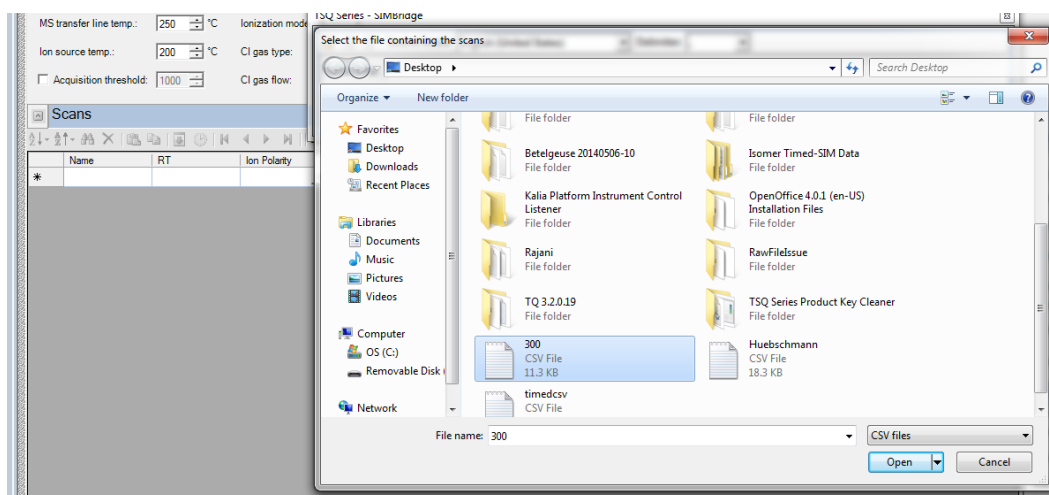 MS transfer line temp.: 250 °C Ionization mode
Ion source temp.: 200 °C CI gas type:
Acquisition threshold: 1000 CI gas flow:
Scans
Name RT Ion Polarity
TSQ Series - SIMBridge
Select the file containing the scans
Desktop
Search Desktop
Organize New folder
Favorites
Desktop
Downloads
Recent Places
Libraries
Documents
Music
Pictures
Videos
Computer
OS (C:)
Removable Disk
Network
File folder
File folder
Betelgeuse 20140506-10
File folder
Isomer Timed-SIM Data
File folder
Kalia Platform Instrument Control
Listener
File folder
OpenOffice 4.0.1 (en-US)
Installation Files
File folder
Rajani
File folder
RawFileIssue
File folder
TQ 3.2.0.19
File folder
TSQ Series Product Key Cleaner
File folder
300
CSV File
11.3 KB
Huebschmann
CSV File
18.3 KB
timedcsv
CSV File
File name: 300
CSV files
Open Cancel